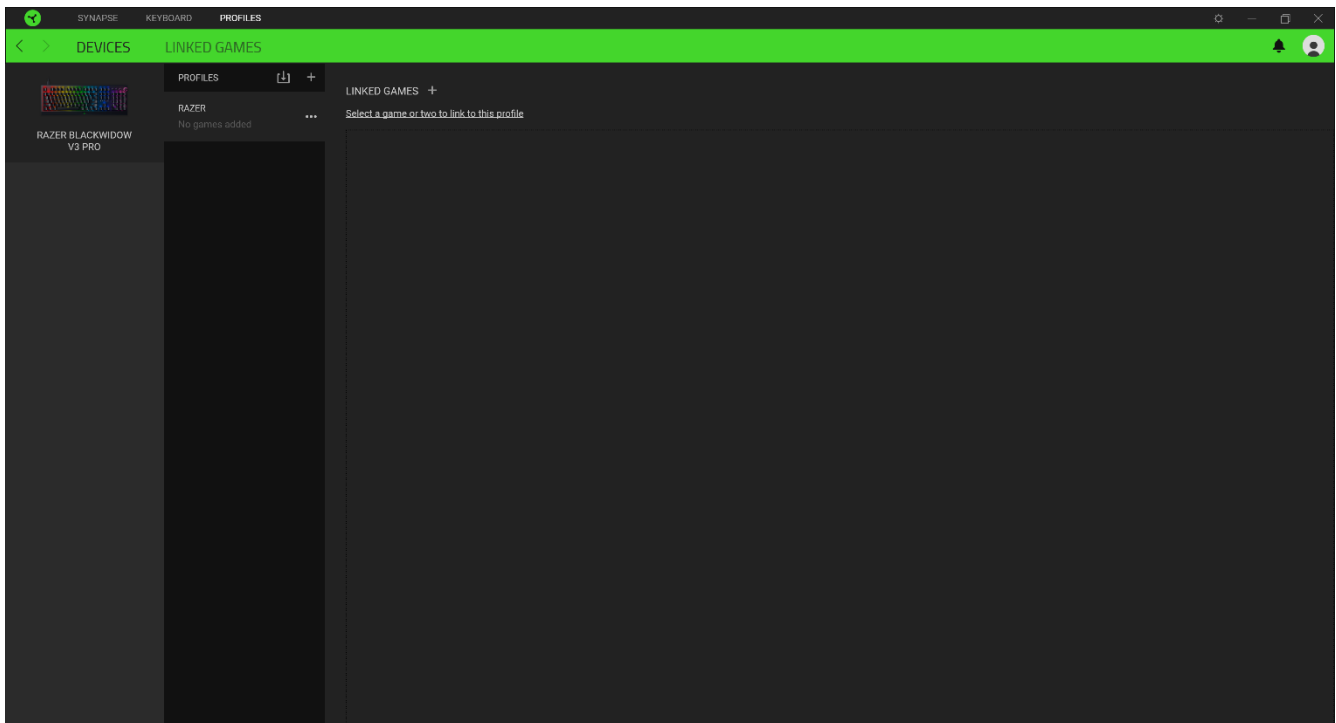 SYNAPSE KEYBOARD PROFILES
DEVICES LINKED GAMES
RAZER BLACKWIDOW
V3 PRO
PROFILES
RAZER
No games added
LINKED GAMES
Select a game or two to link to this profile